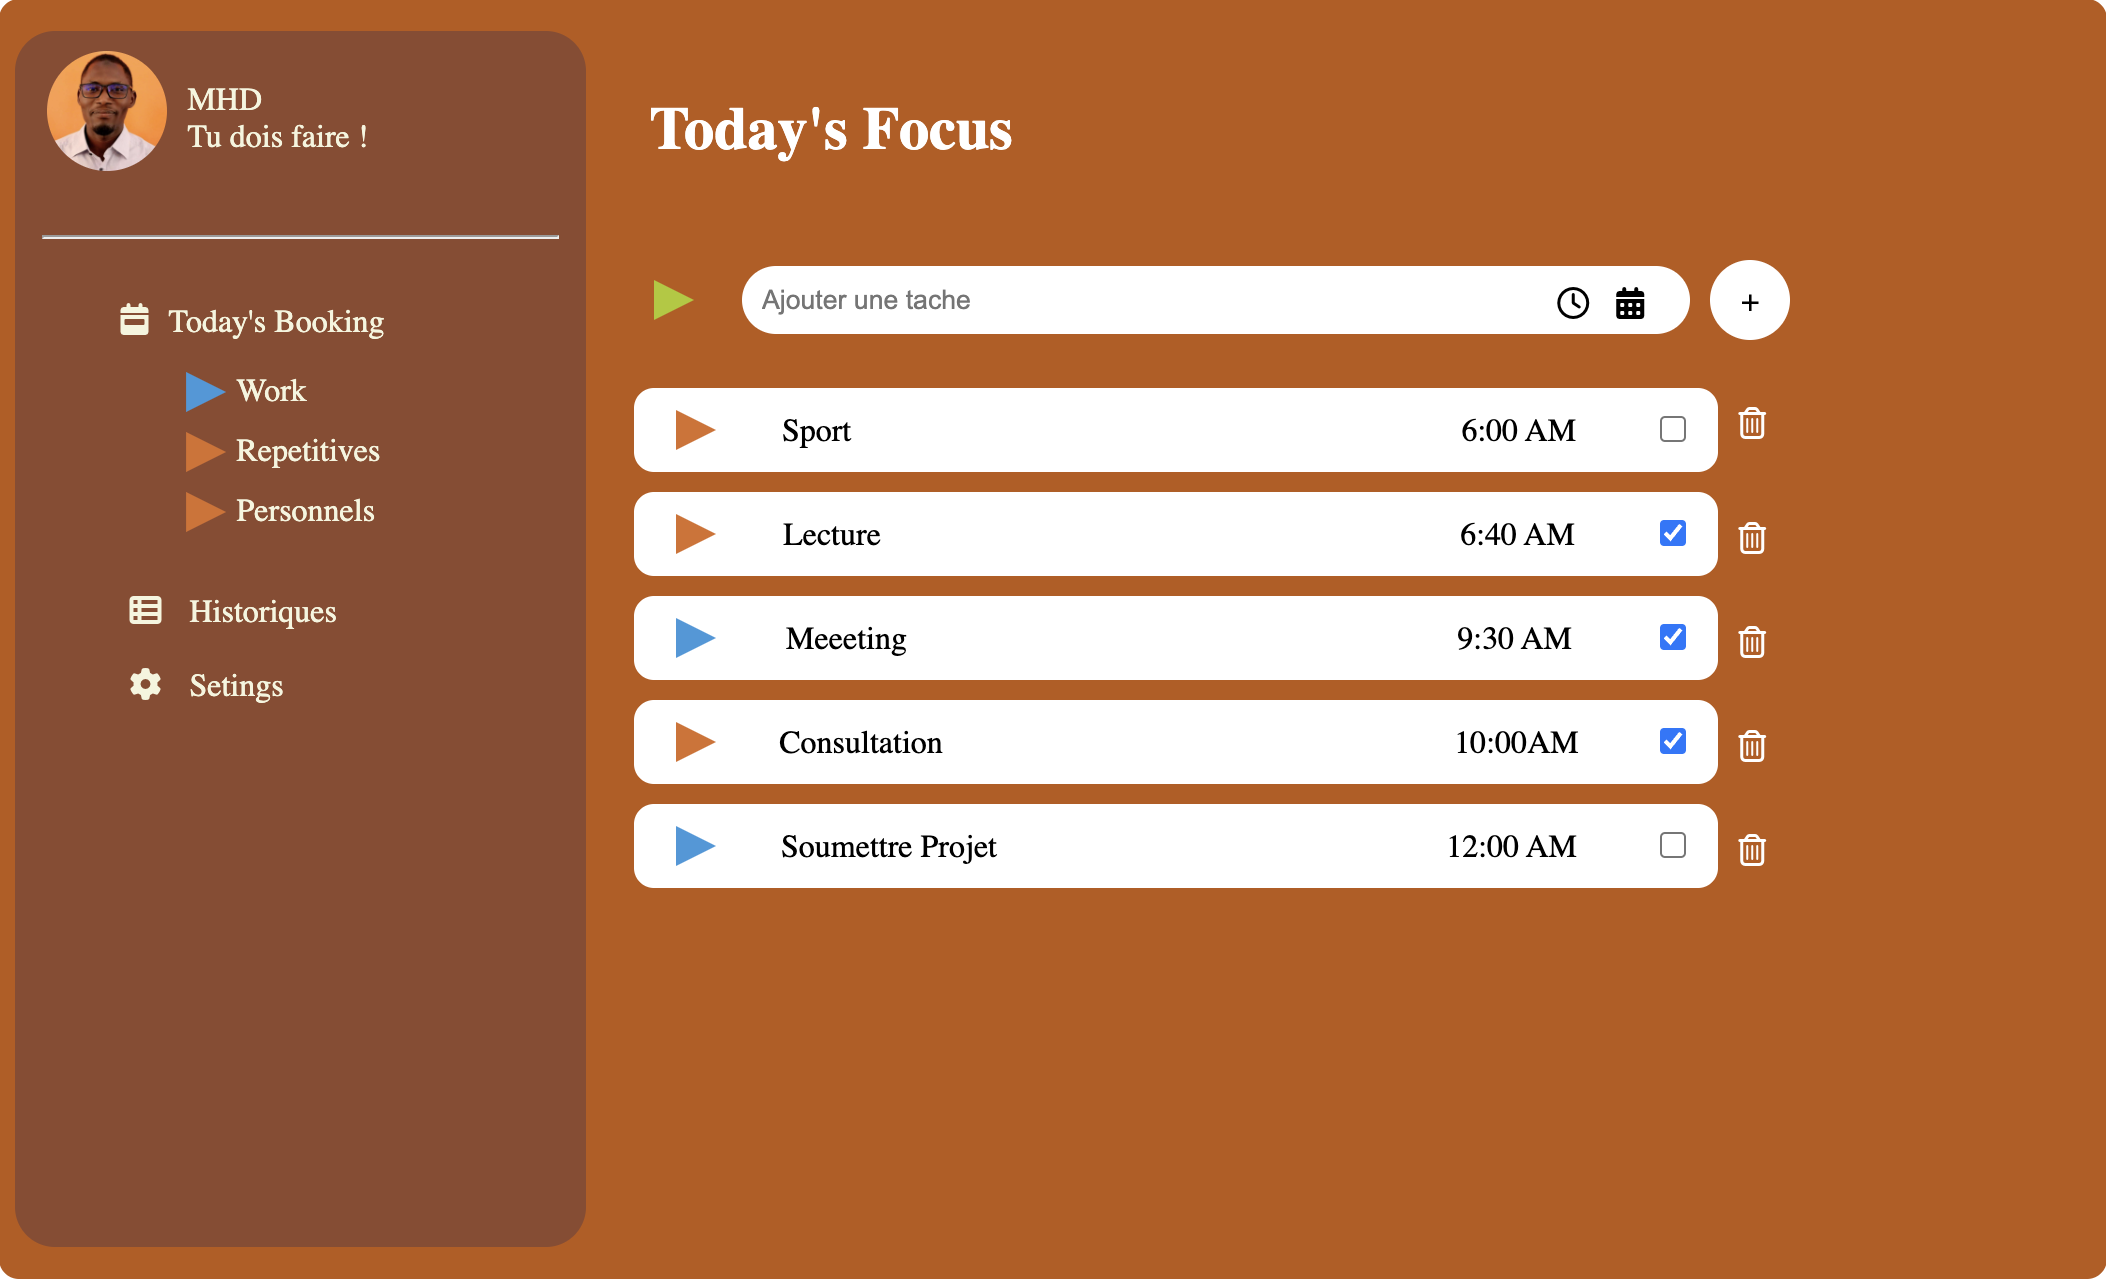 MHD
Tu dois faire !
Today's Booking
Work
Repetitives
Personnels
Historiques
Setings
Today's Focus
Ajouter une tache
+
Sport 6:00 AM
Lecture 6:40 AM
Meeeting 9:30 AM
Consultation 10:00AM
Soumettre Projet 12:00 AM